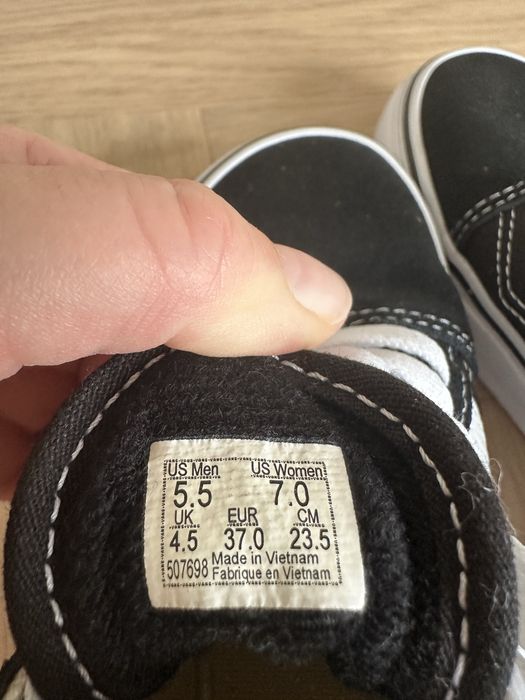 US Men US Women
5.5 7.0
UK EUR CM
4.5 37.0 23.5
507698 Made in Vietnam
Fabrique en Vietnam